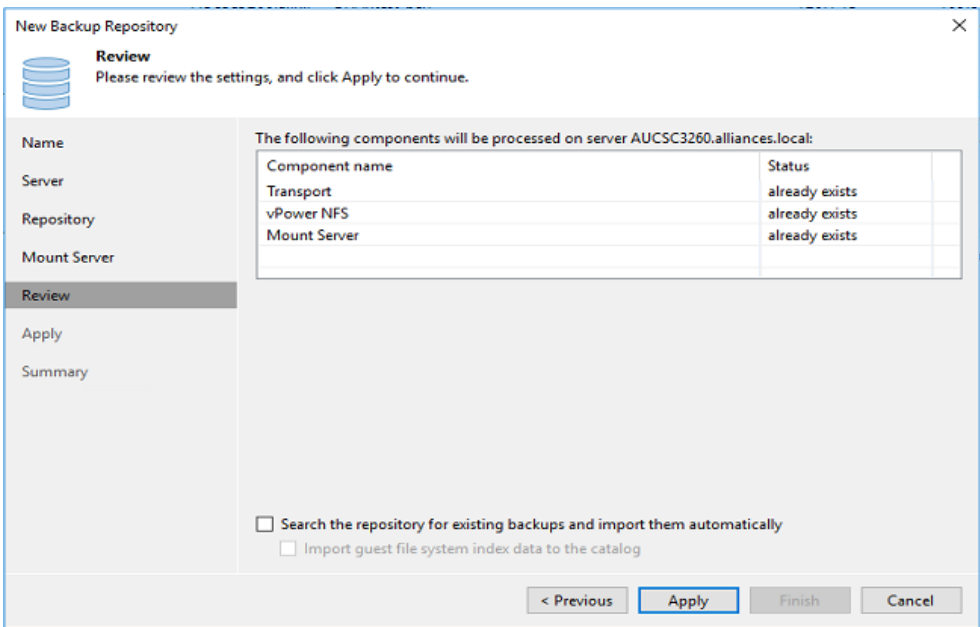 New Backup Repository
Review
Please review the settings, and click Apply to continue.
Name
Server
Repository
Mount Server
Review
Apply
Summary
The following components will be processed on server AUCSC3260.alliances.local:
Component name Status
Transport already exists
vPower NFS already exists
Mount Server already exists
Search the repository for existing backups and import them automatically
Import guest file system index data to the catalog
< Previous Apply Finish Cancel